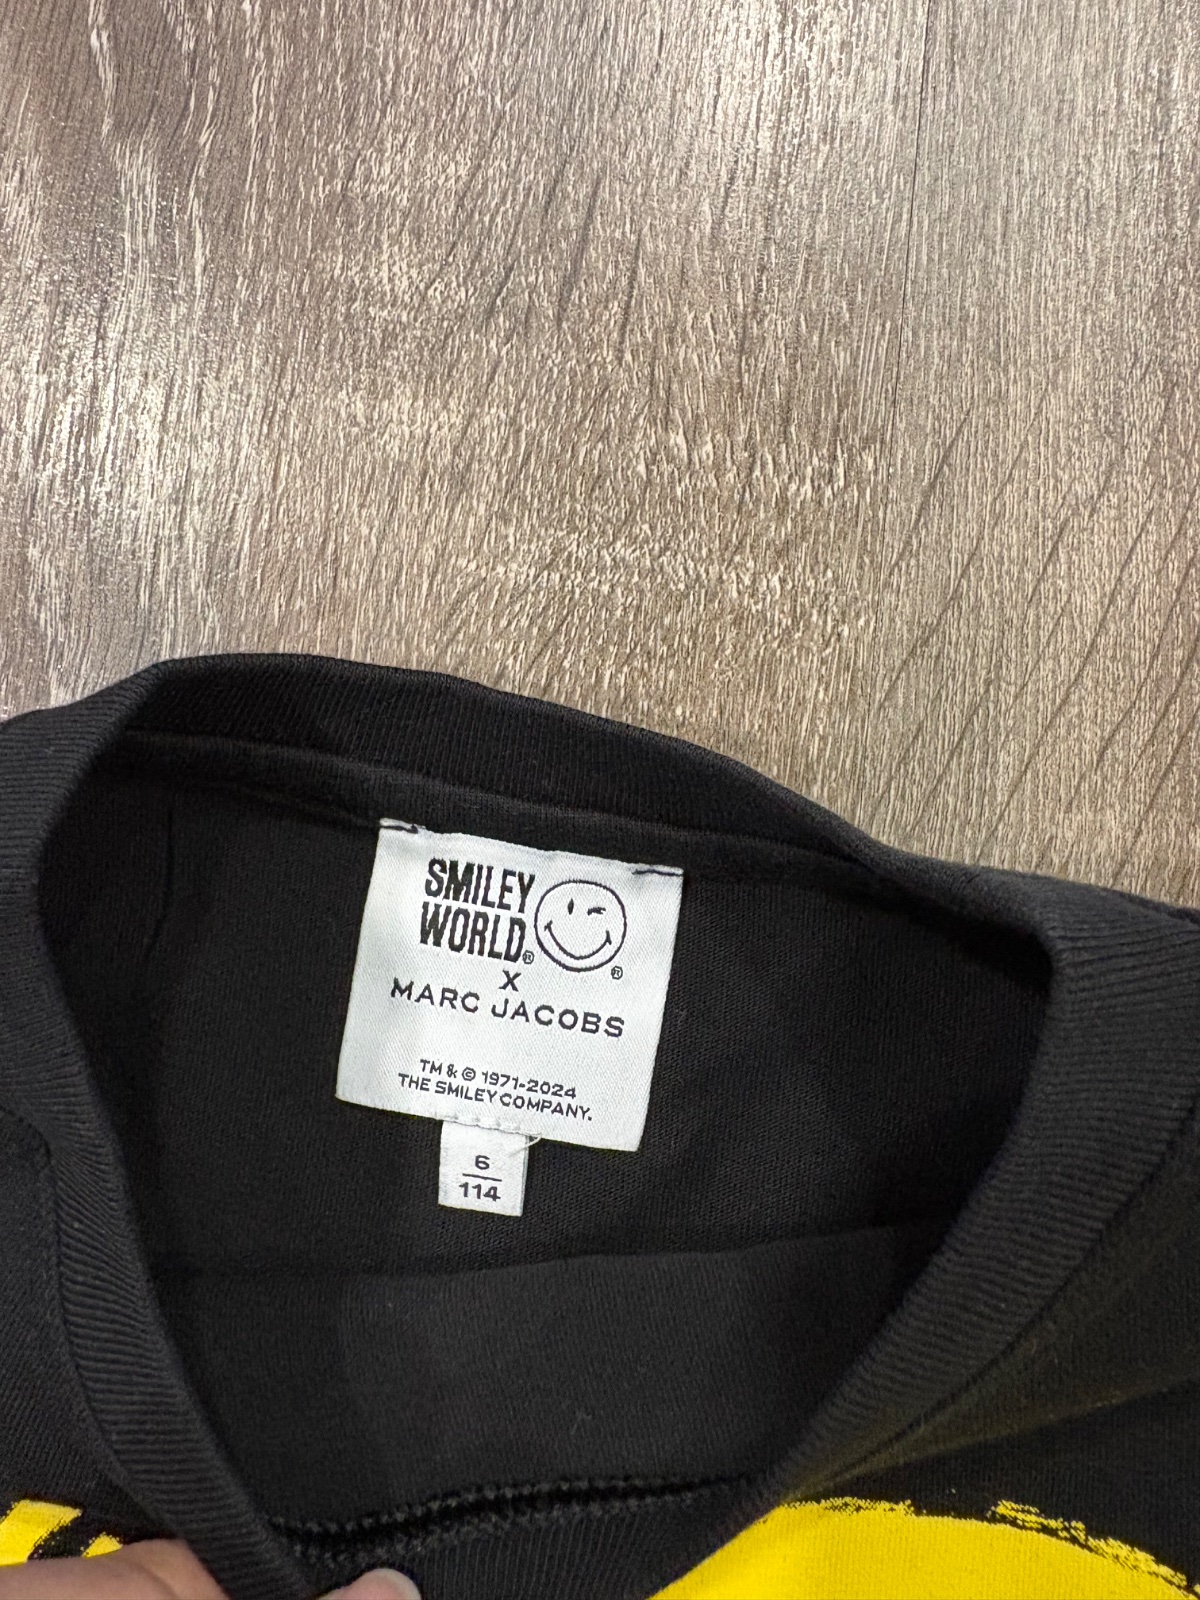 SMILEY
WORLD®
®
X
MARC JACOBS
TM & © 1971-2024
THE SMILEY COMPANY.
6
114